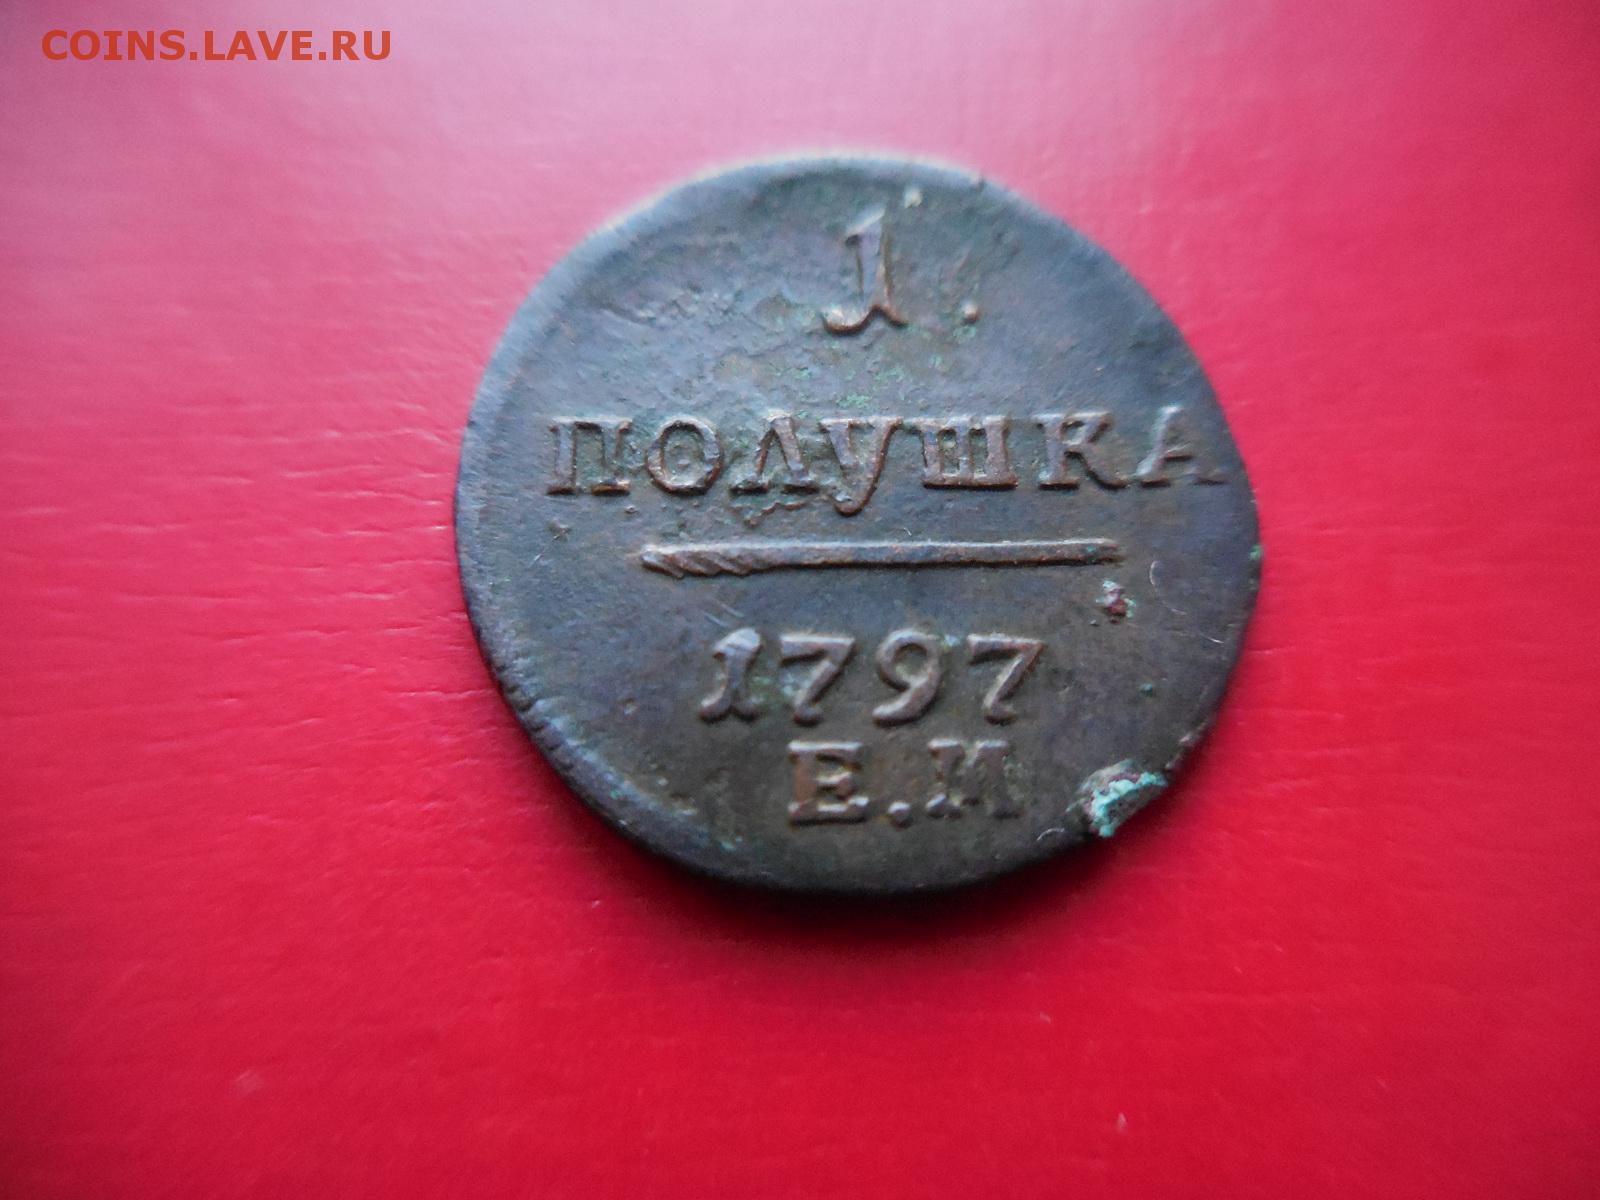 COINS.LAVE.RU
1.
ПОЛУШКА
1797
Е.М